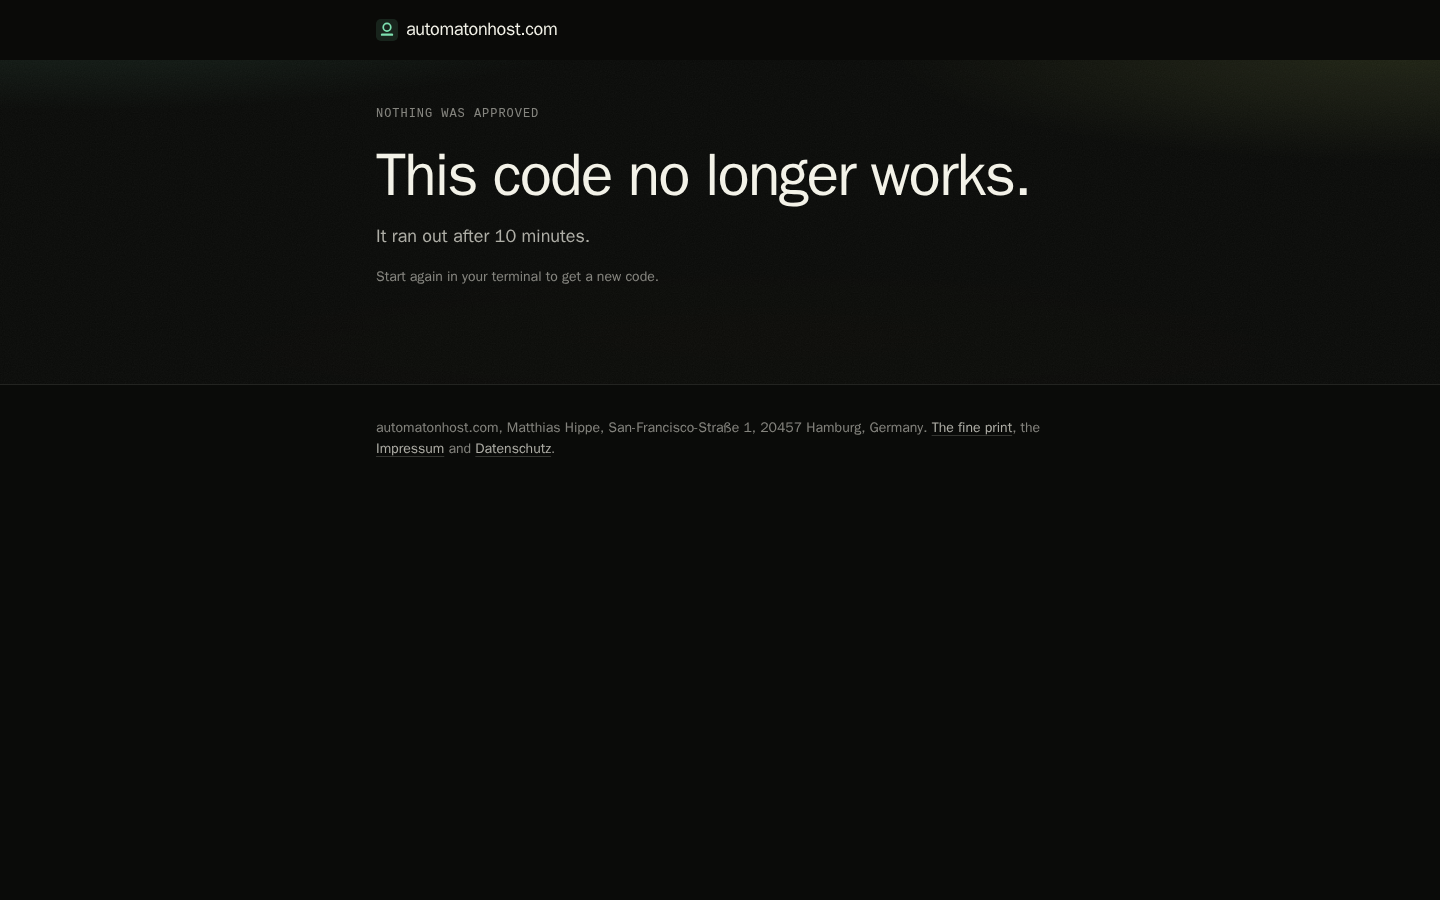 automatonhost.com
NOTHING WAS APPROVED
This code no longer works.
It ran out after 10 minutes.
Start again in your terminal to get a new code.
automatonhost.com, Matthias Hippe, San-Francisco-Straße 1, 20457 Hamburg, Germany. The fine print, the
Impressum and Datenschutz.